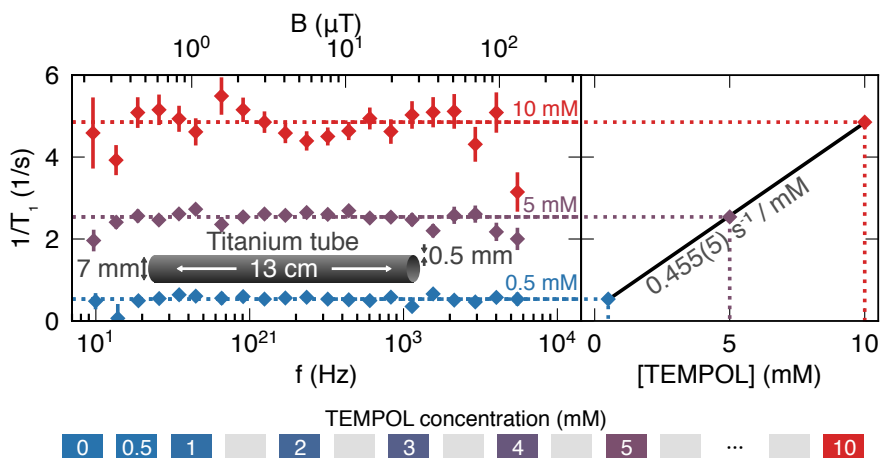 B (μT)
10⁰ 10¹ 10²
6
4
2
0
1/T₁ (1/s)
10 mM
5 mM
0.5 mM
Titanium tube
7 mm
13 cm
0.5 mm
0.455(5) s⁻¹ / mM
10¹ 10²¹ 10³ 10⁴
0 5 10
f (Hz)
[TEMPOL] (mM)
TEMPOL concentration (mM)
0 0.5 1 2 3 4 5 ... 10